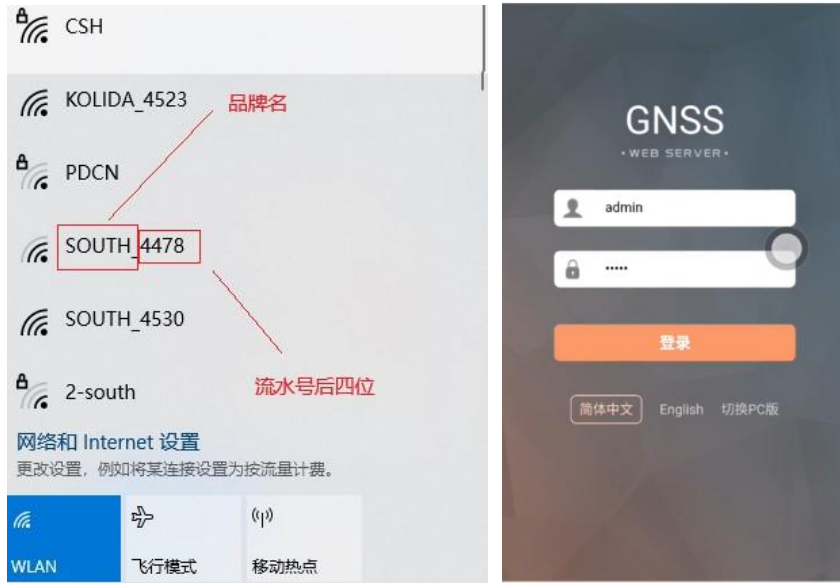 CSH
KOLIDA_4523
品牌名
PDCN
SOUTH_4478
SOUTH_4530
流水号后四位
2-south
网络和 Internet 设置
更改设置，例如将某连接设置为按流量计费。
WLAN
飞行模式
移动热点
GNSS
·WEB SERVER·
admin
•••••
登录
简体中文 English 切换PC版